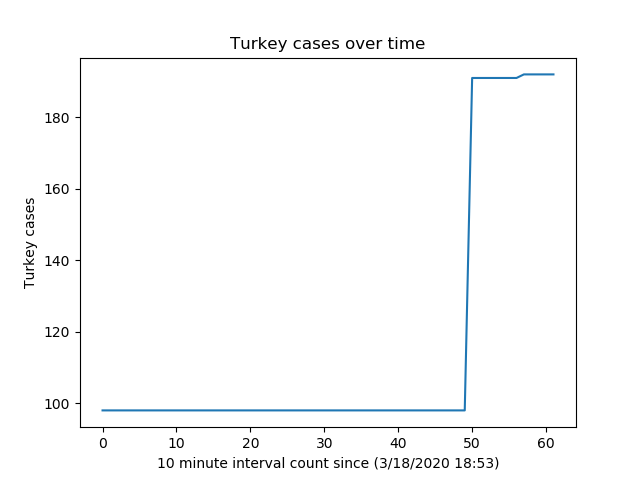 Turkey cases over time
Turkey cases
180
160
140
120
100
0 10 20 30 40 50 60
10 minute interval count since (3/18/2020 18:53)